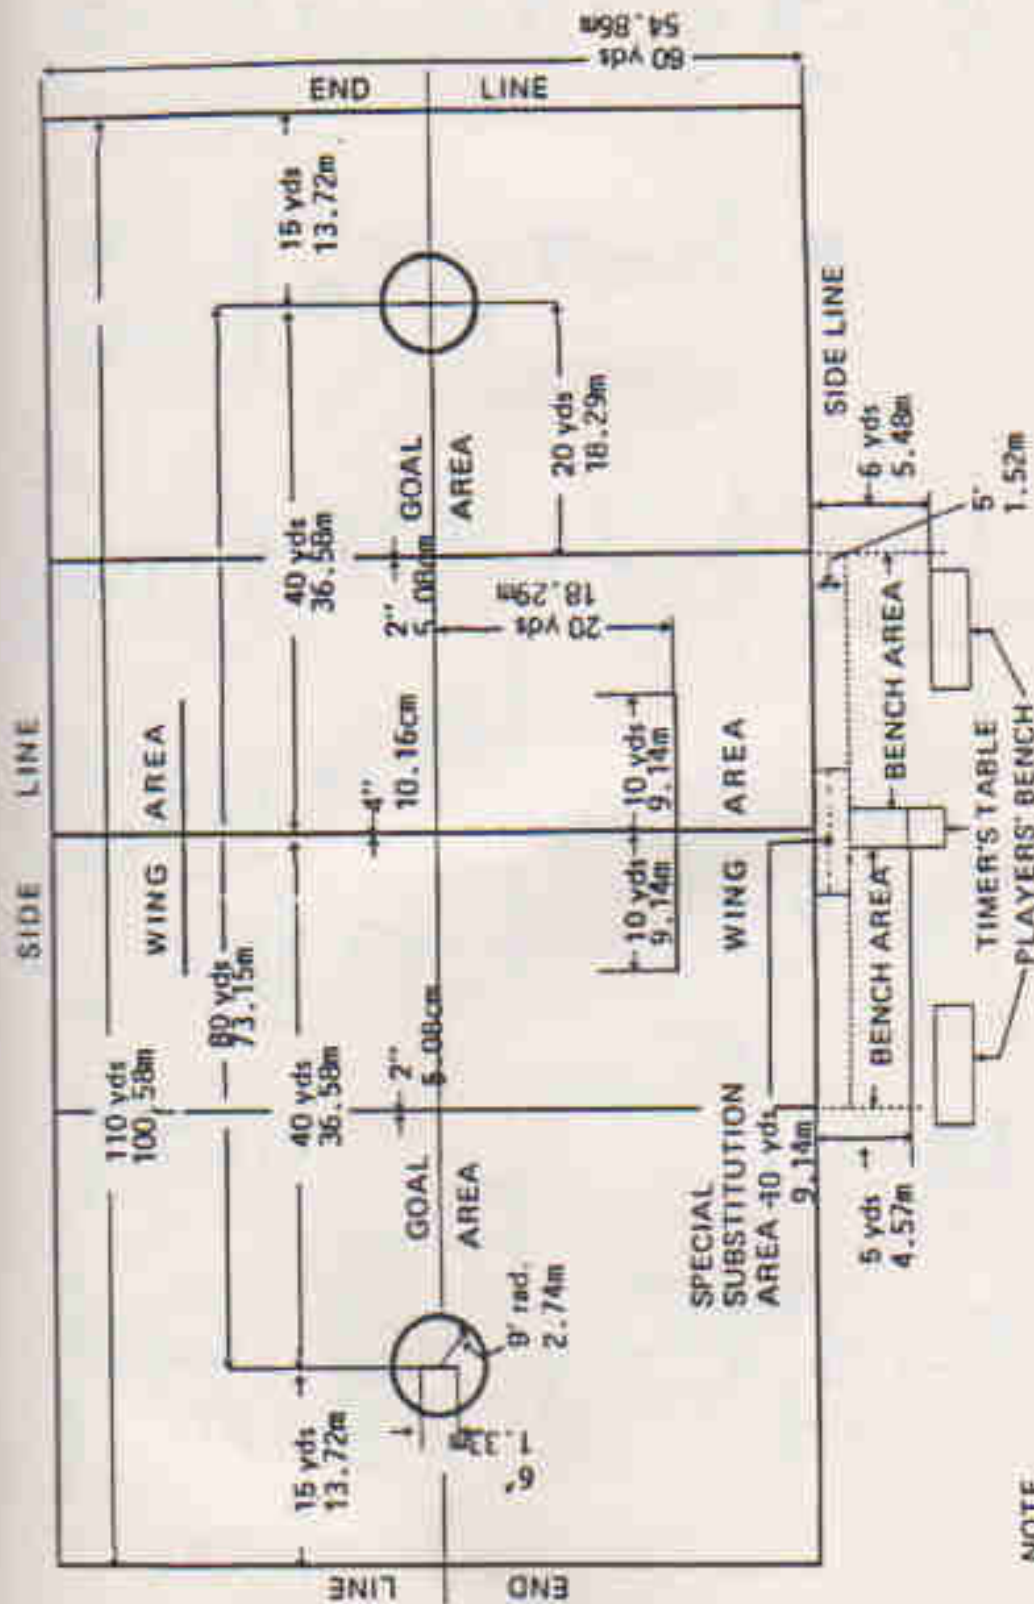 SIDE LINE
END LINE
60 yds
54.86m
110 yds
100.58m
80 yds
73.15m
WING AREA
WING AREA
15 yds
13.72m
40 yds
36.58m
40 yds
36.58m
15 yds
13.72m
2"
5.08cm
4"
10.16cm
2"
5.08cm
GOAL
AREA
GOAL
AREA
9' rad.
2.74m
6'
20 yds
18.29m
20 yds
18.29m
10 yds
9.14m
10 yds
9.14m
WING AREA
SPECIAL
SUBSTITUTION
AREA-10 yds
9.14m
END LINE
SIDE LINE
5 yds
4.57m
6 yds
5.48m
5'
1.52m
BENCH AREA
BENCH AREA
TIMER'S TABLE
PLAYERS' BENCH
NOTE